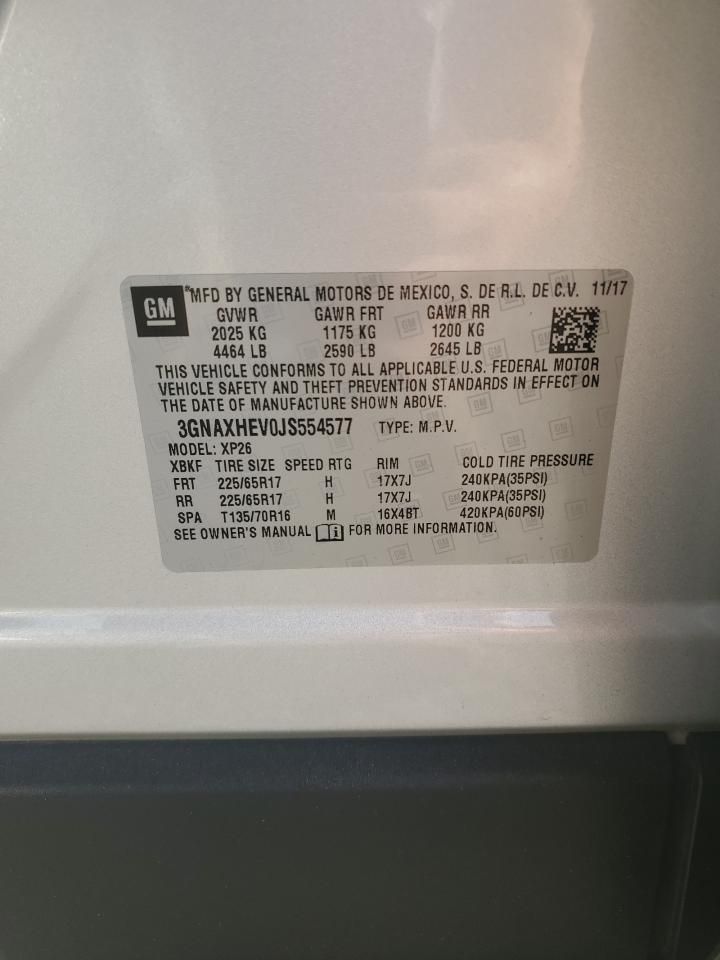 GM
MFD BY GENERAL MOTORS DE MEXICO, S. DE R.L. DE C.V. 11/17
GVWR GAWR FRT GAWR RR
2025 KG 1175 KG 1200 KG
4464 LB 2590 LB 2645 LB
THIS VEHICLE CONFORMS TO ALL APPLICABLE U.S. FEDERAL MOTOR
VEHICLE SAFETY AND THEFT PREVENTION STANDARDS IN EFFECT ON
THE DATE OF MANUFACTURE SHOWN ABOVE.
3GNAXHEV0JS554577 TYPE: M.P.V.
MODEL: XP26
XBKF TIRE SIZE SPEED RTG RIM COLD TIRE PRESSURE
FRT 225/65R17 H 17X7J 240KPA(35PSI)
RR 225/65R17 H 17X7J 240KPA(35PSI)
SPA T135/70R16 M 16X4BT 420KPA(60PSI)
SEE OWNER'S MANUAL i FOR MORE INFORMATION.